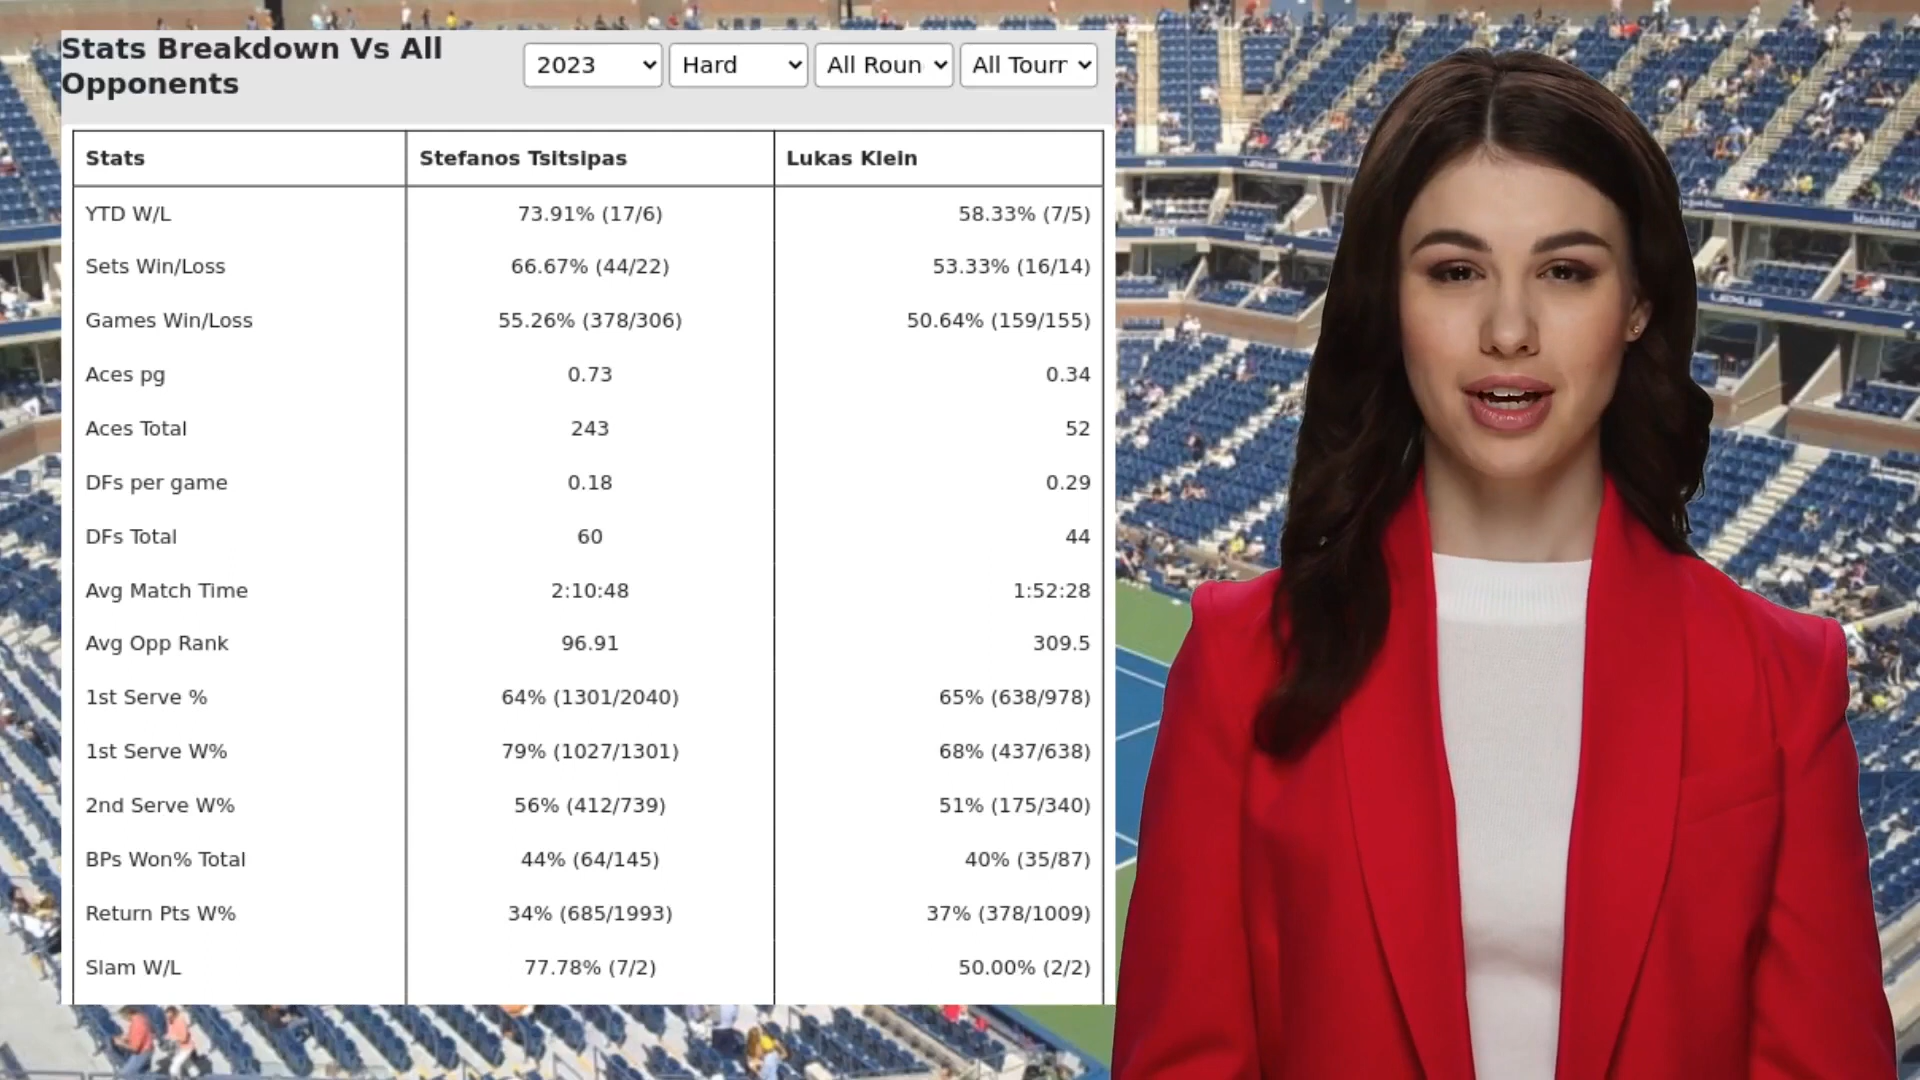 Stats Breakdown Vs All
Opponents
2023
Hard
All Roun
All Tourr
Stats Stefanos Tsitsipas Lukas Klein
YTD W/L 73.91% (17/6) 58.33% (7/5)
Sets Win/Loss 66.67% (44/22) 53.33% (16/14)
Games Win/Loss 55.26% (378/306) 50.64% (159/155)
Aces pg 0.73 0.34
Aces Total 243 52
DFs per game 0.18 0.29
DFs Total 60 44
Avg Match Time 2:10:48 1:52:28
Avg Opp Rank 96.91 309.5
1st Serve % 64% (1301/2040) 65% (638/978)
1st Serve W% 79% (1027/1301) 68% (437/638)
2nd Serve W% 56% (412/739) 51% (175/340)
BPs Won% Total 44% (64/145) 40% (35/87)
Return Pts W% 34% (685/1993) 37% (378/1009)
Slam W/L 77.78% (7/2) 50.00% (2/2)
IBM
LEXUS